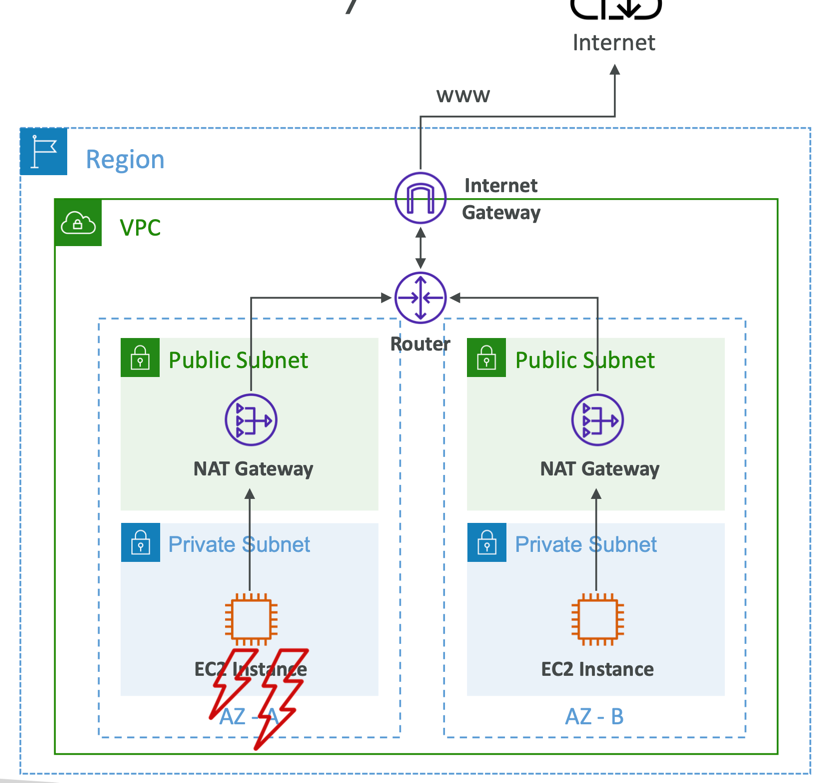 Internet
www
Region
Internet
Gateway
VPC
Router
Public Subnet
Public Subnet
NAT Gateway
NAT Gateway
Private Subnet
Private Subnet
EC2 Instance
EC2 Instance
AZ - A
AZ - B